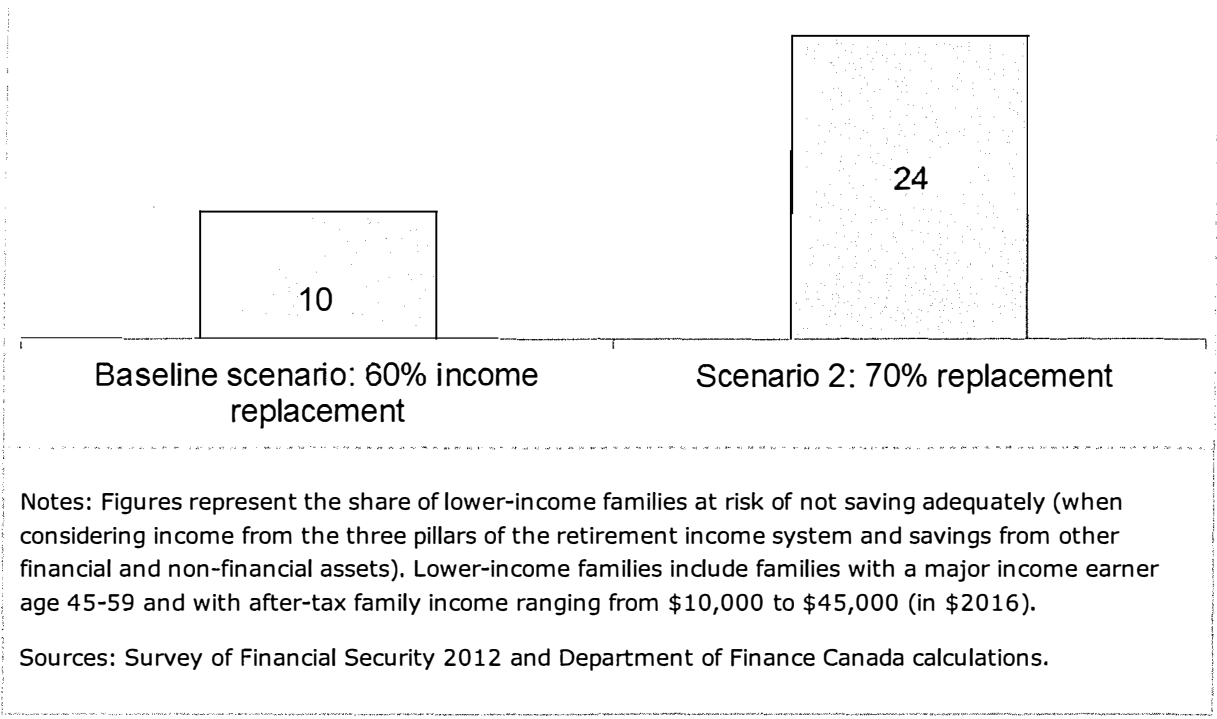 24
10
Baseline scenario: 60% income
replacement
Scenario 2: 70% replacement
Notes: Figures represent the share of lower-income families at risk of not saving adequately (when
considering income from the three pillars of the retirement income system and savings from other
financial and non-financial assets). Lower-income families include families with a major income earner
age 45-59 and with after-tax family income ranging from $10,000 to $45,000 (in $2016).
Sources: Survey of Financial Security 2012 and Department of Finance Canada calculations.